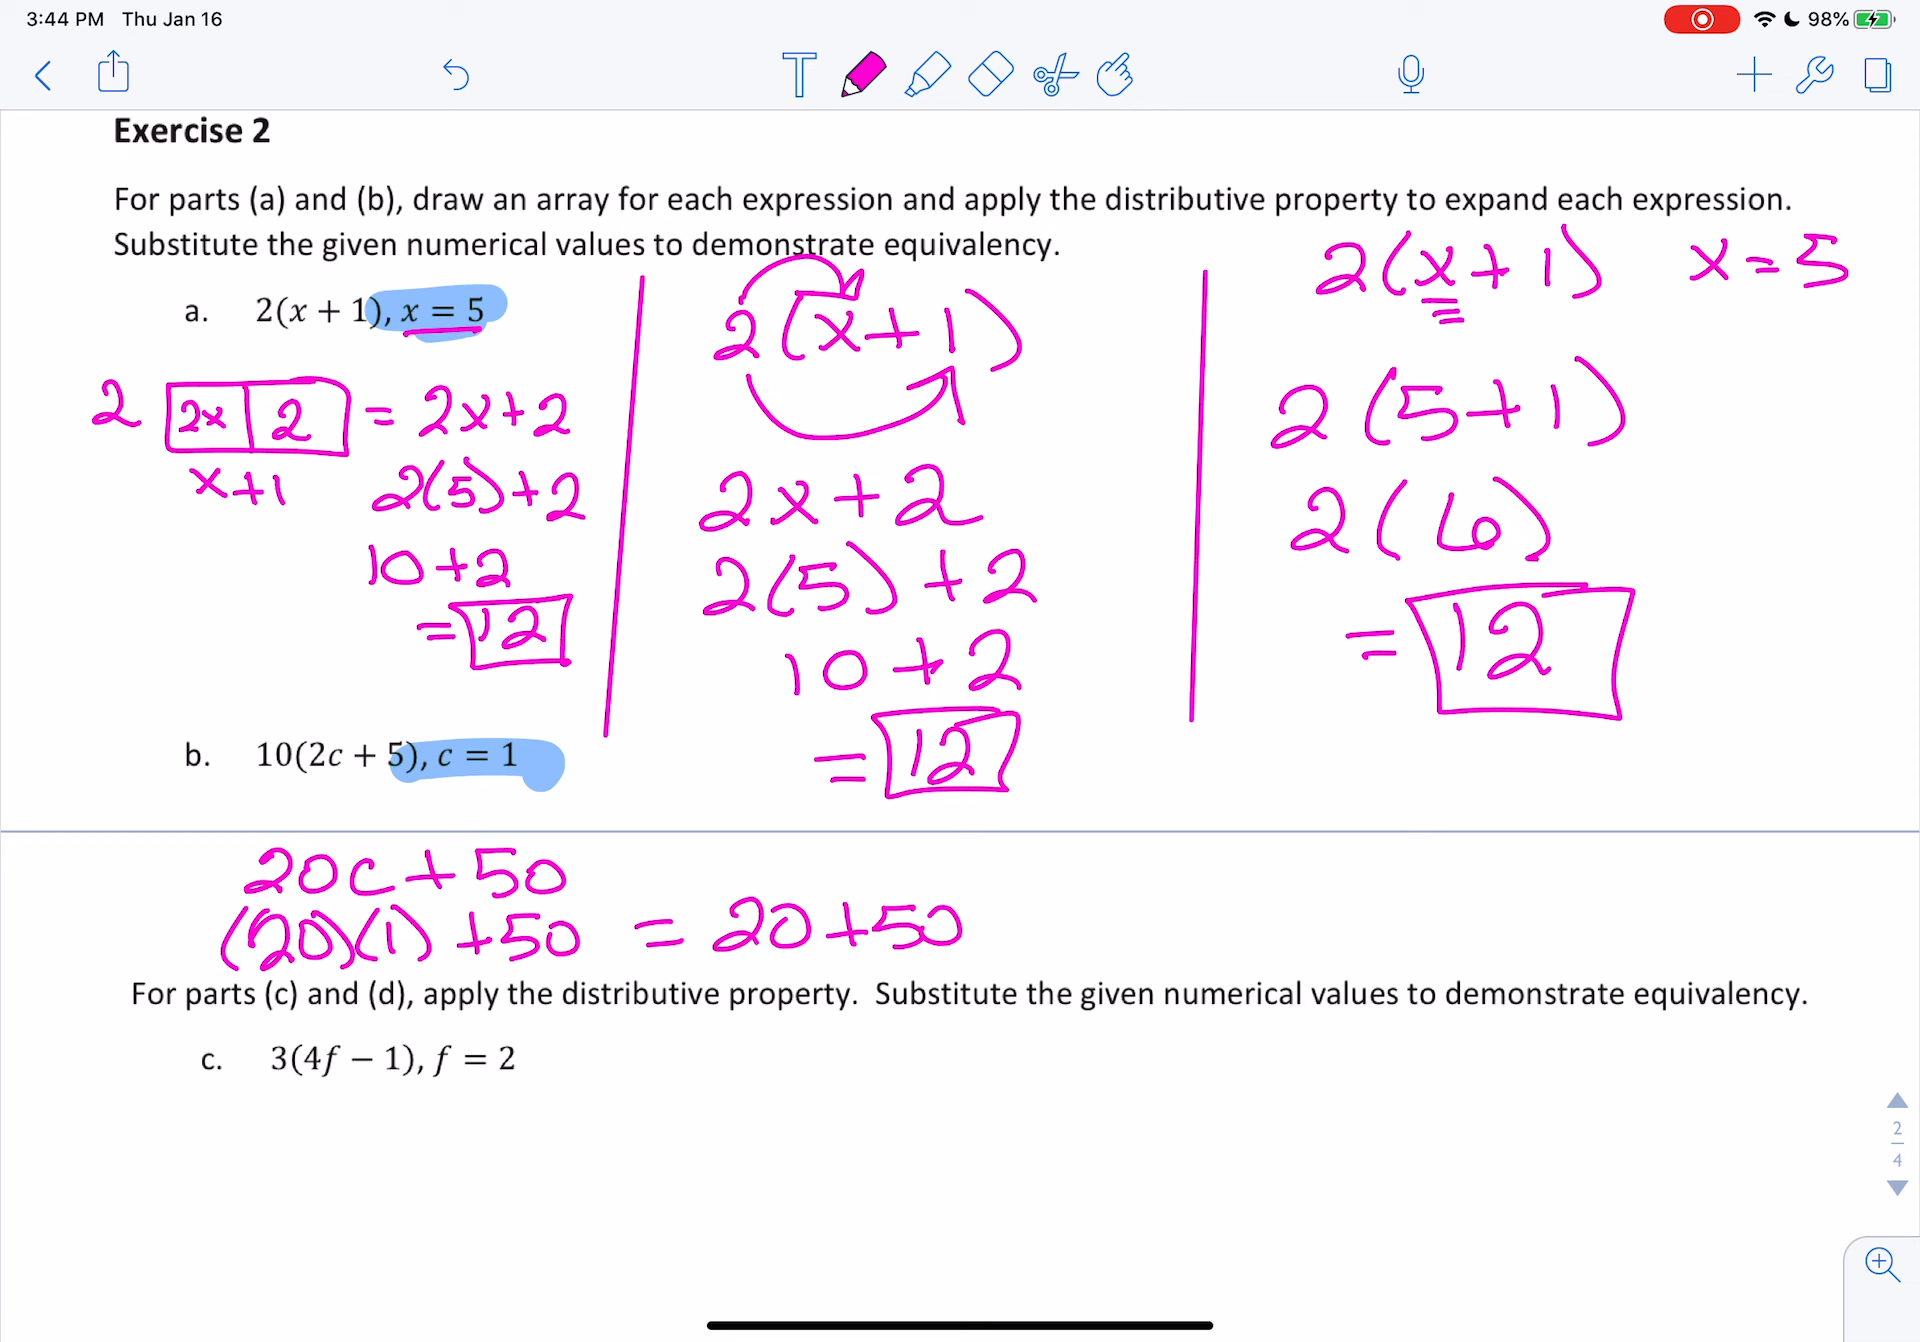 3:44 PM Thu Jan 16
98%
T
Exercise 2
For parts (a) and (b), draw an array for each expression and apply the distributive property to expand each expression.
Substitute the given numerical values to demonstrate equivalency.
a. 2(x + 1), x = 5
2 2x 2 = 2x+2
x+1
2(5)+2
10+2
=12
2(x+1)
2x+2
2(5)+2
10+2
=12
2(x+1) x=5
2(5+1)
2(6)
=12
b. 10(2c + 5), c = 1
20c+50
(20)(1)+50 = 20+50
For parts (c) and (d), apply the distributive property. Substitute the given numerical values to demonstrate equivalency.
c. 3(4f − 1), f = 2
2
4